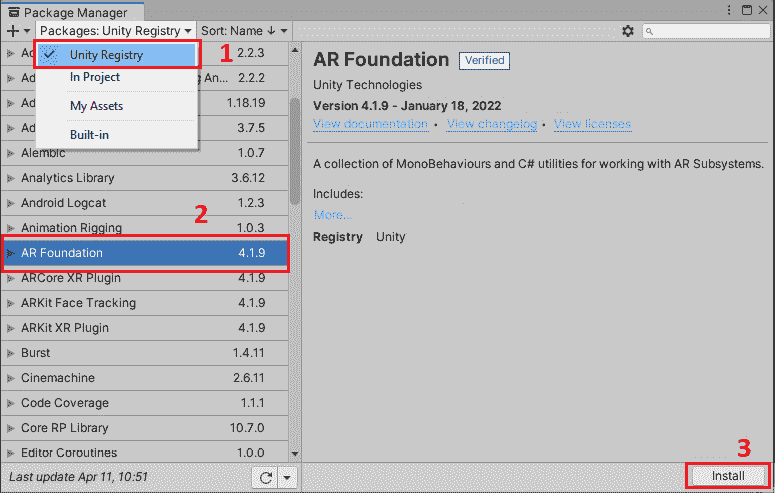 Package Manager
+ Packages: Unity Registry Sort: Name ↓
✓ Unity Registry 1
In Project
My Assets
Built-in
Ad 2.2.3
Ad ng An... 2.2.2
Ad 1.18.19
Ad 3.7.5
Alembic 1.0.7
Analytics Library 3.6.12
Android Logcat 1.2.3
2
Animation Rigging 1.0.3
AR Foundation 4.1.9
ARCore XR Plugin 4.1.9
ARKit Face Tracking 4.1.9
ARKit XR Plugin 4.1.9
Burst 1.4.11
Cinemachine 2.6.11
Code Coverage 1.1.1
Core RP Library 10.7.0
Editor Coroutines 1.0.0
Last update Apr 11, 10:51
AR Foundation Verified
Unity Technologies
Version 4.1.9 - January 18, 2022
View documentation • View changelog • View licenses
A collection of MonoBehaviours and C# utilities for working with AR Subsystems.
Includes:
More...
Registry Unity
3
Install